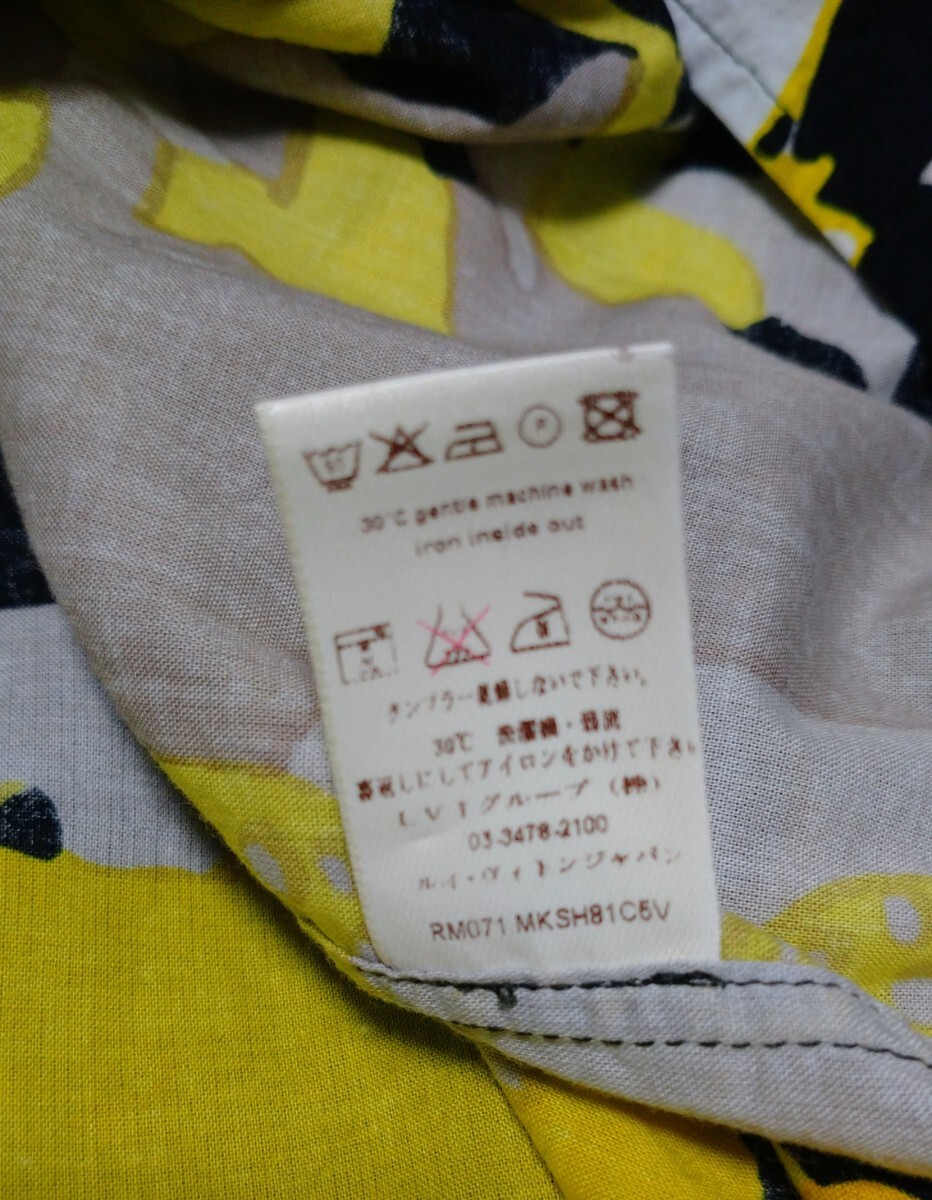 P
30°C gentle machine wash
iron inside out
タンブラー乾燥しないで下さい。
30℃ 洗濯機・弱流
裏返しにしてアイロンをかけて下さい
LVJグループ(株)
03-3478-2100
ルイ・ヴィトンジャパン
RM071 MKSH81C5V